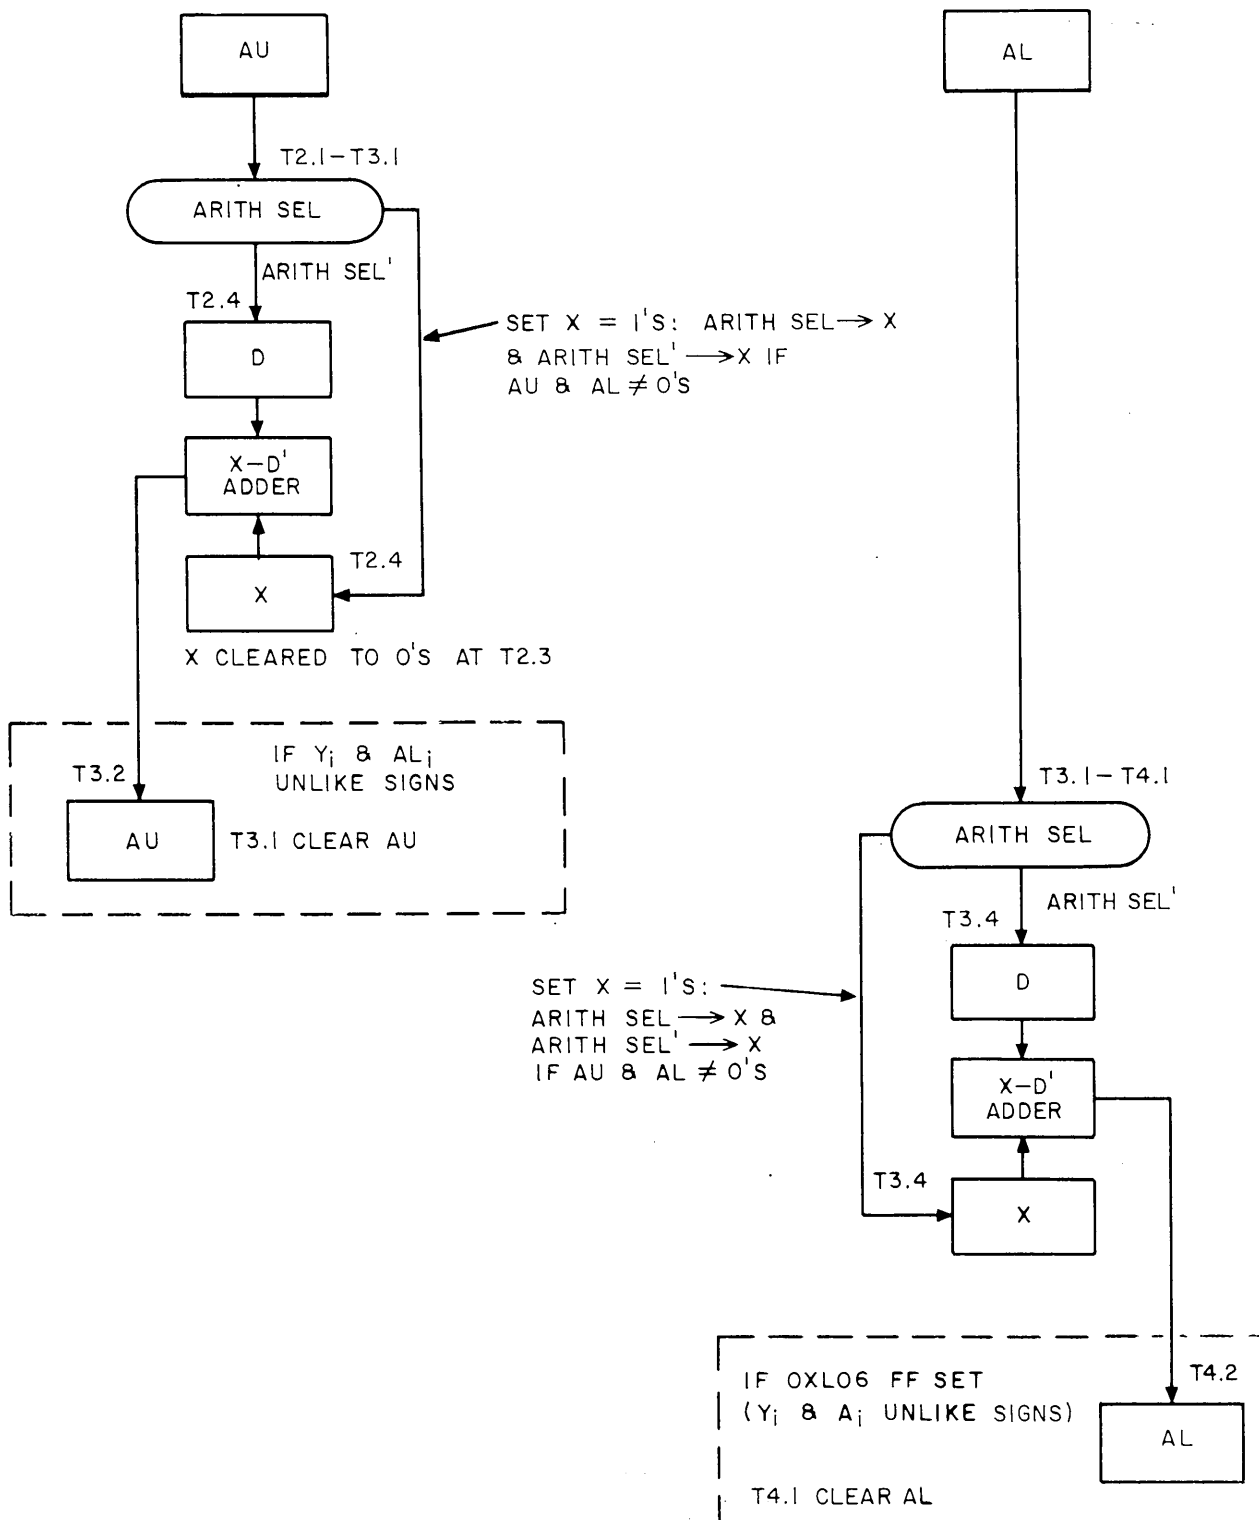 AU
T2.1-T3.1
ARITH SEL
ARITH SEL'
T2.4
D
SET X = 1'S: ARITH SEL → X
& ARITH SEL' → X IF
AU & AL ≠ 0'S
X-D'
ADDER
T2.4
X
X CLEARED TO 0'S AT T2.3
IF Yi & ALi
UNLIKE SIGNS
T3.2
AU
T3.1 CLEAR AU
AL
T3.1-T4.1
ARITH SEL
ARITH SEL'
T3.4
D
SET X = 1'S:
ARITH SEL → X &
ARITH SEL' → X
IF AU & AL ≠ 0'S
X-D'
ADDER
T3.4
X
IF 0XL06 FF SET
(Yi & Ai UNLIKE SIGNS)
T4.2
AL
T4.1 CLEAR AL